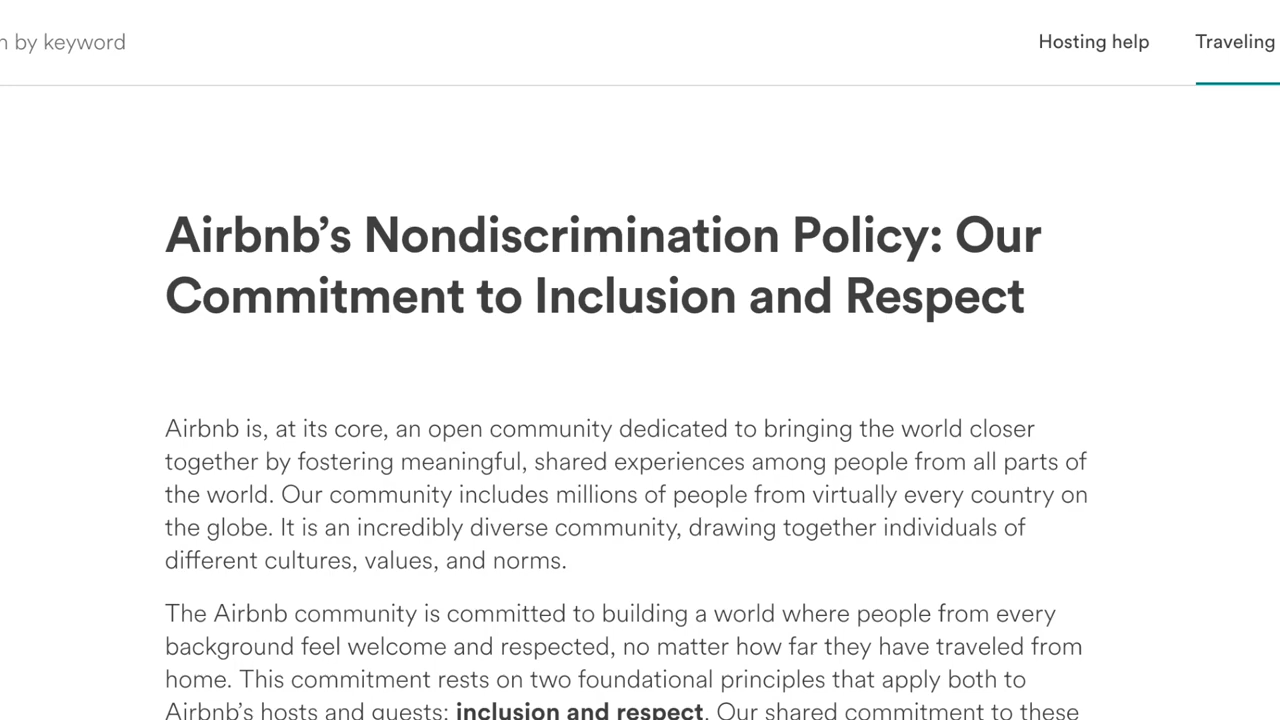 by keyword
Hosting help
Traveling
Airbnb’s Nondiscrimination Policy: Our
Commitment to Inclusion and Respect
Airbnb is, at its core, an open community dedicated to bringing the world closer
together by fostering meaningful, shared experiences among people from all parts of
the world. Our community includes millions of people from virtually every country on
the globe. It is an incredibly diverse community, drawing together individuals of
different cultures, values, and norms.
The Airbnb community is committed to building a world where people from every
background feel welcome and respected, no matter how far they have traveled from
home. This commitment rests on two foundational principles that apply both to
Airbnb’s hosts and guests: inclusion and respect. Our shared commitment to these